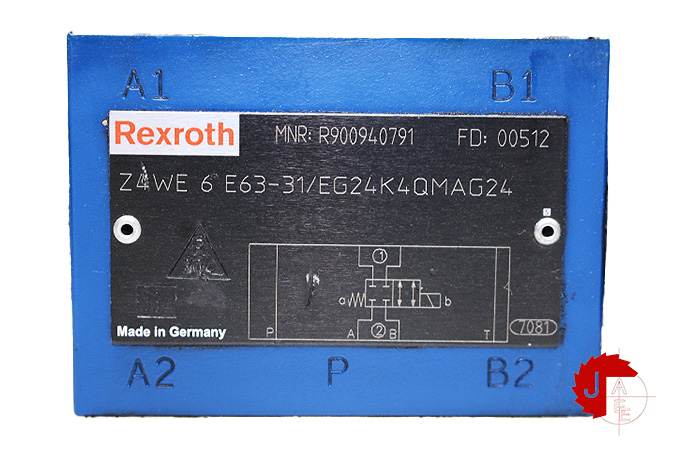 A1 B1
Rexroth MNR: R900940791 FD: 00512
Z4WE 6 E63-31/EG24K4QMAG24
1
a b
P A 2 B T
Made in Germany 7081
A2 P B2
J
A